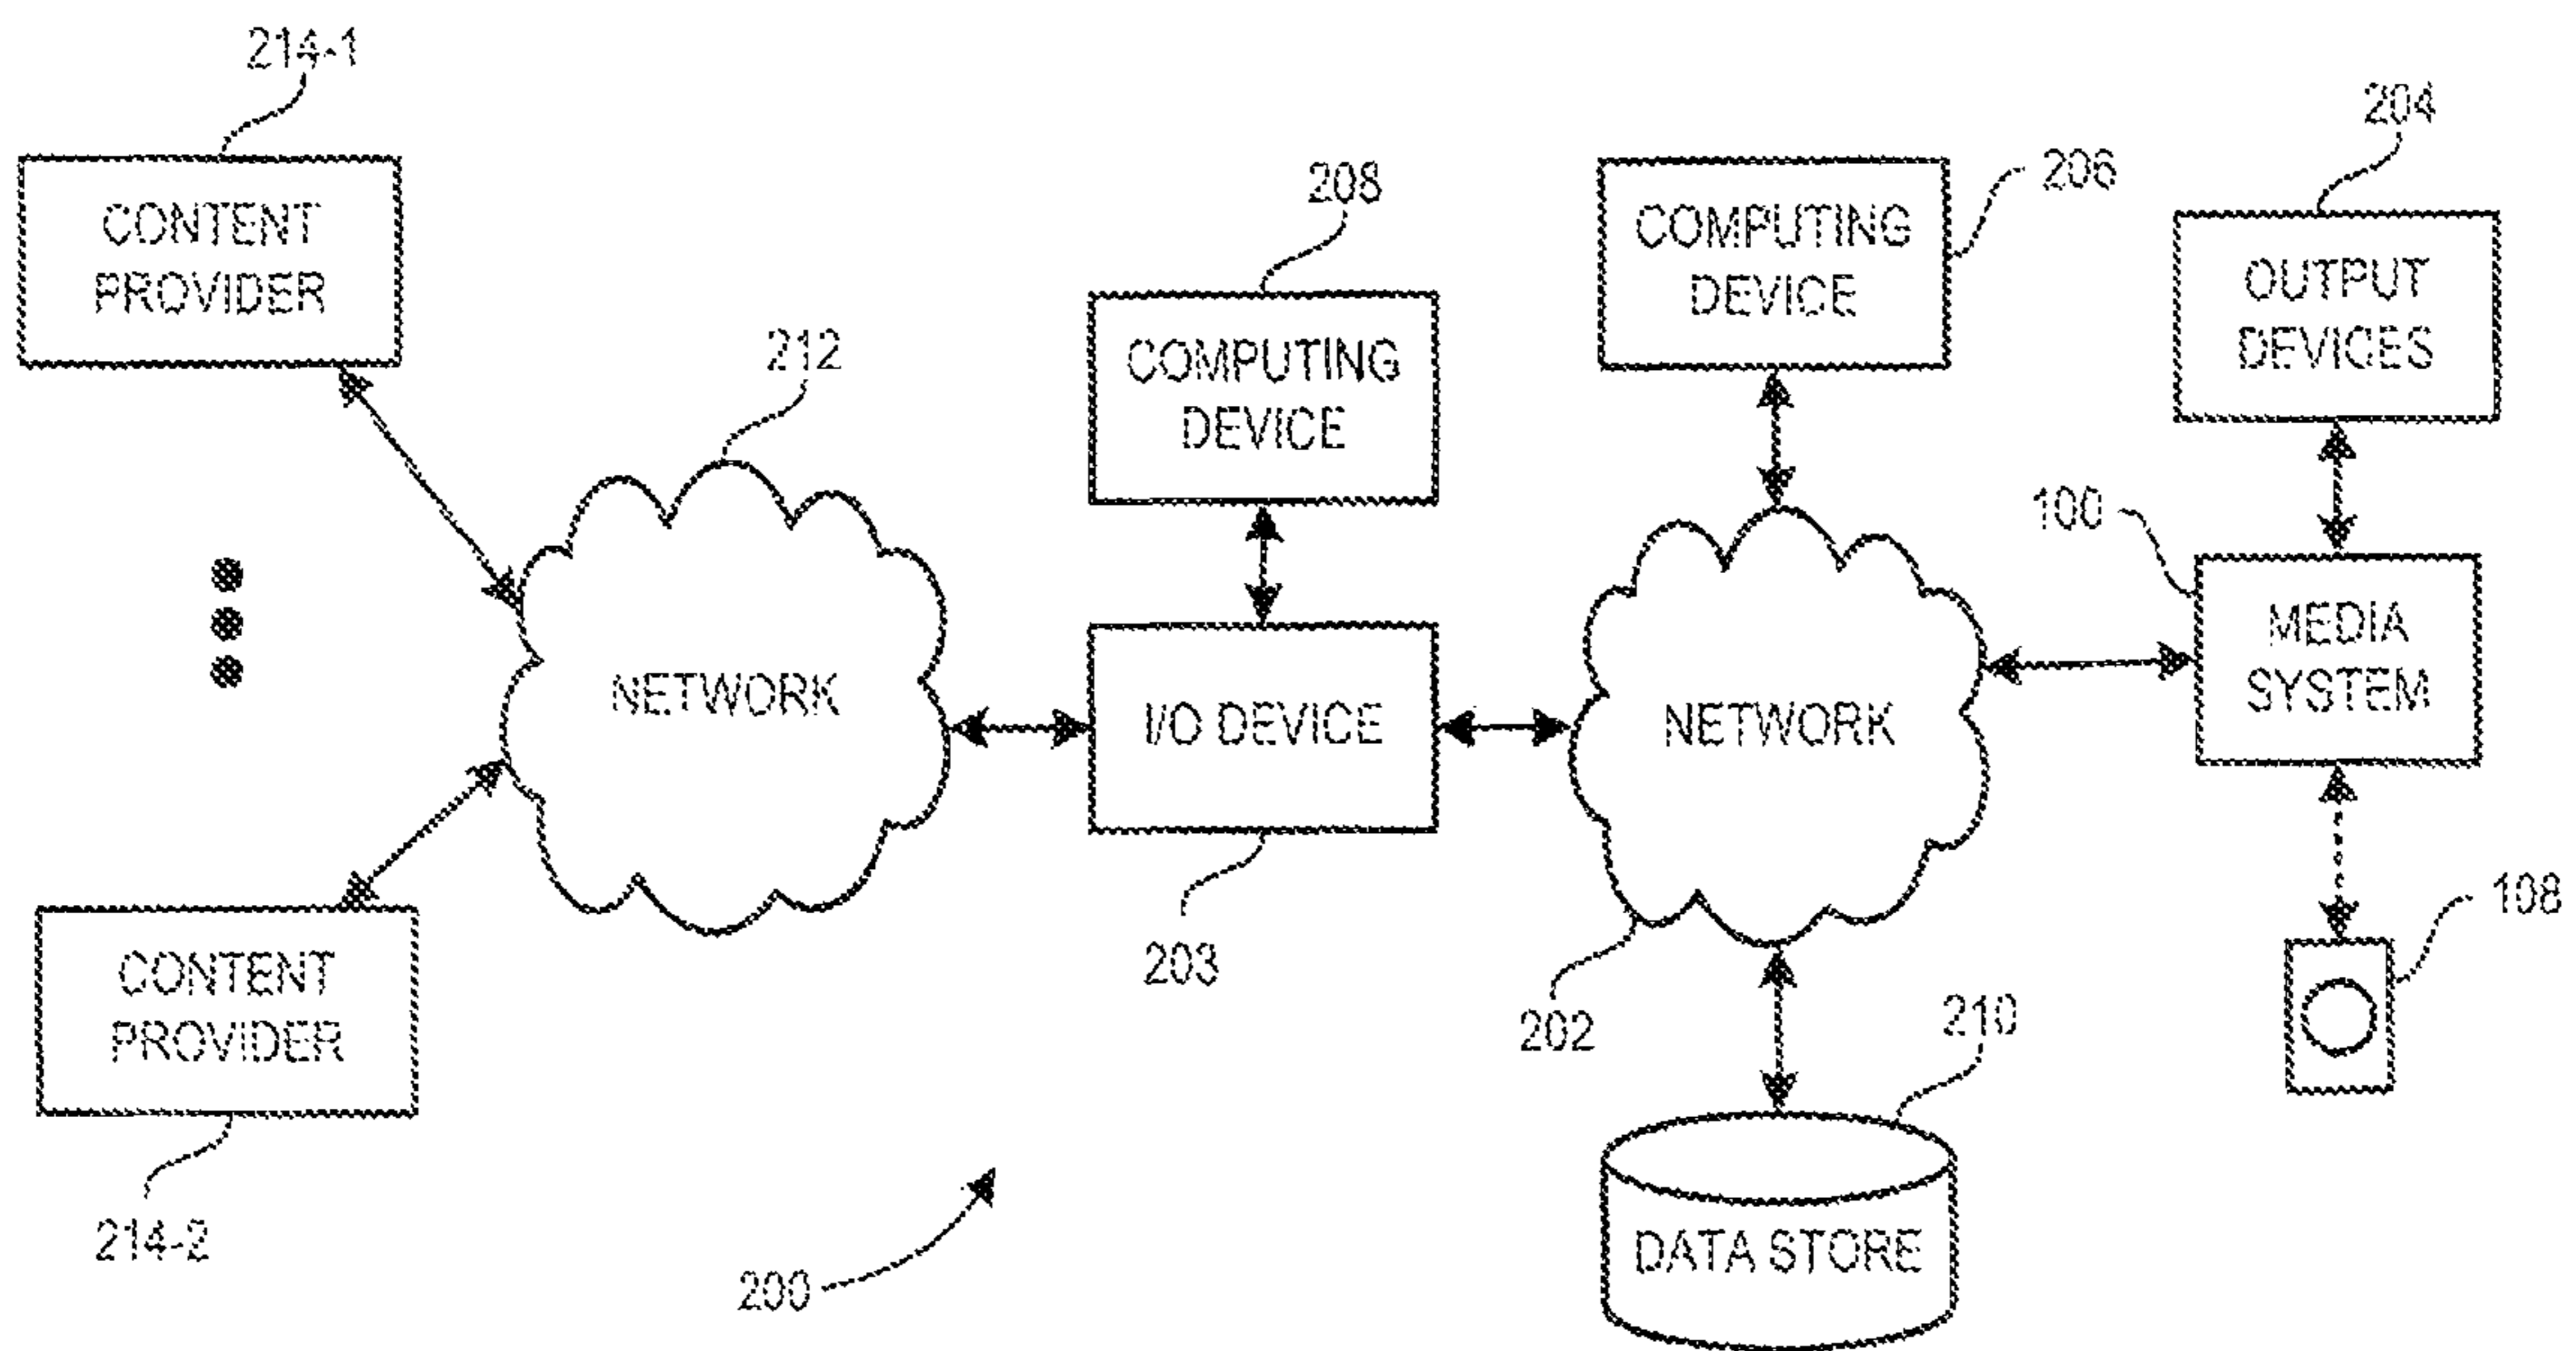 214-1
CONTENT
PROVIDER
212
NETWORK
208
COMPUTING
DEVICE
I/O DEVICE
203
206
COMPUTING
DEVICE
204
OUTPUT
DEVICES
100
MEDIA
SYSTEM
NETWORK
202
108
210
DATA STORE
CONTENT
PROVIDER
214-2
200